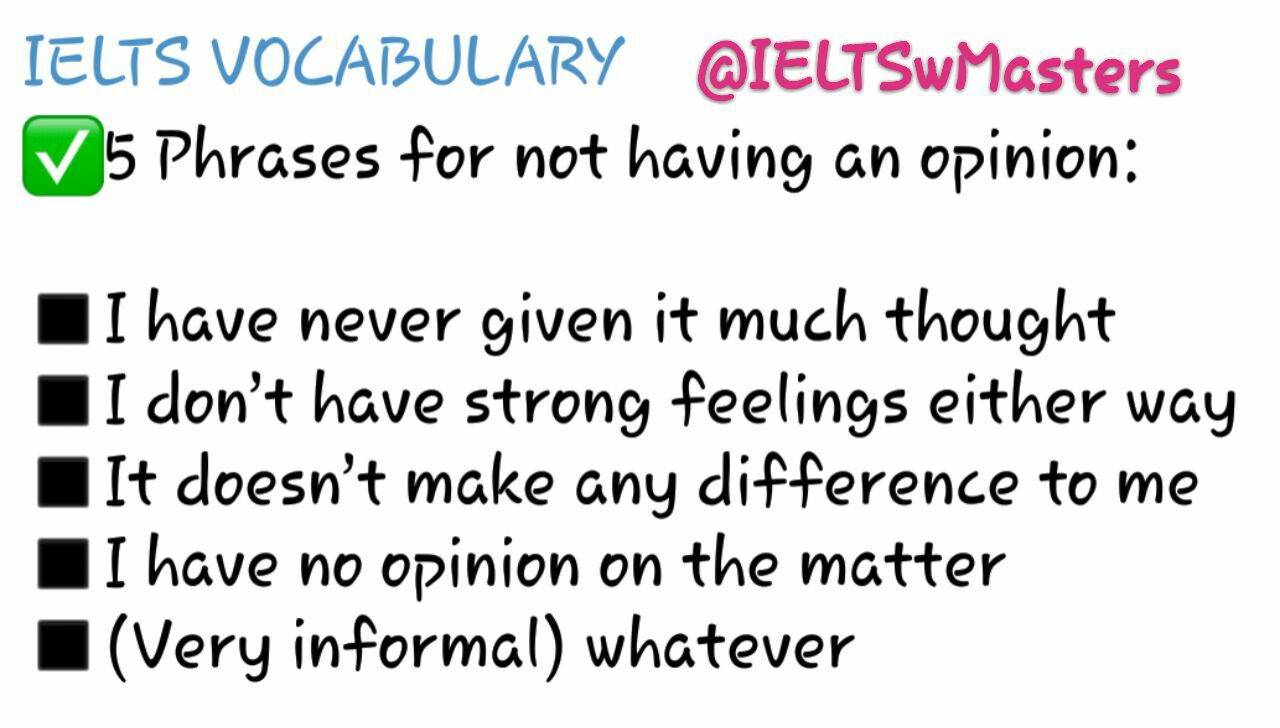 IELTS VOCABULARY @IELTSwMasters
✅5 Phrases for not having an opinion:
◼I have never given it much thought
◼I don’t have strong feelings either way
◼It doesn’t make any difference to me
◼I have no opinion on the matter
◼(Very informal) whatever